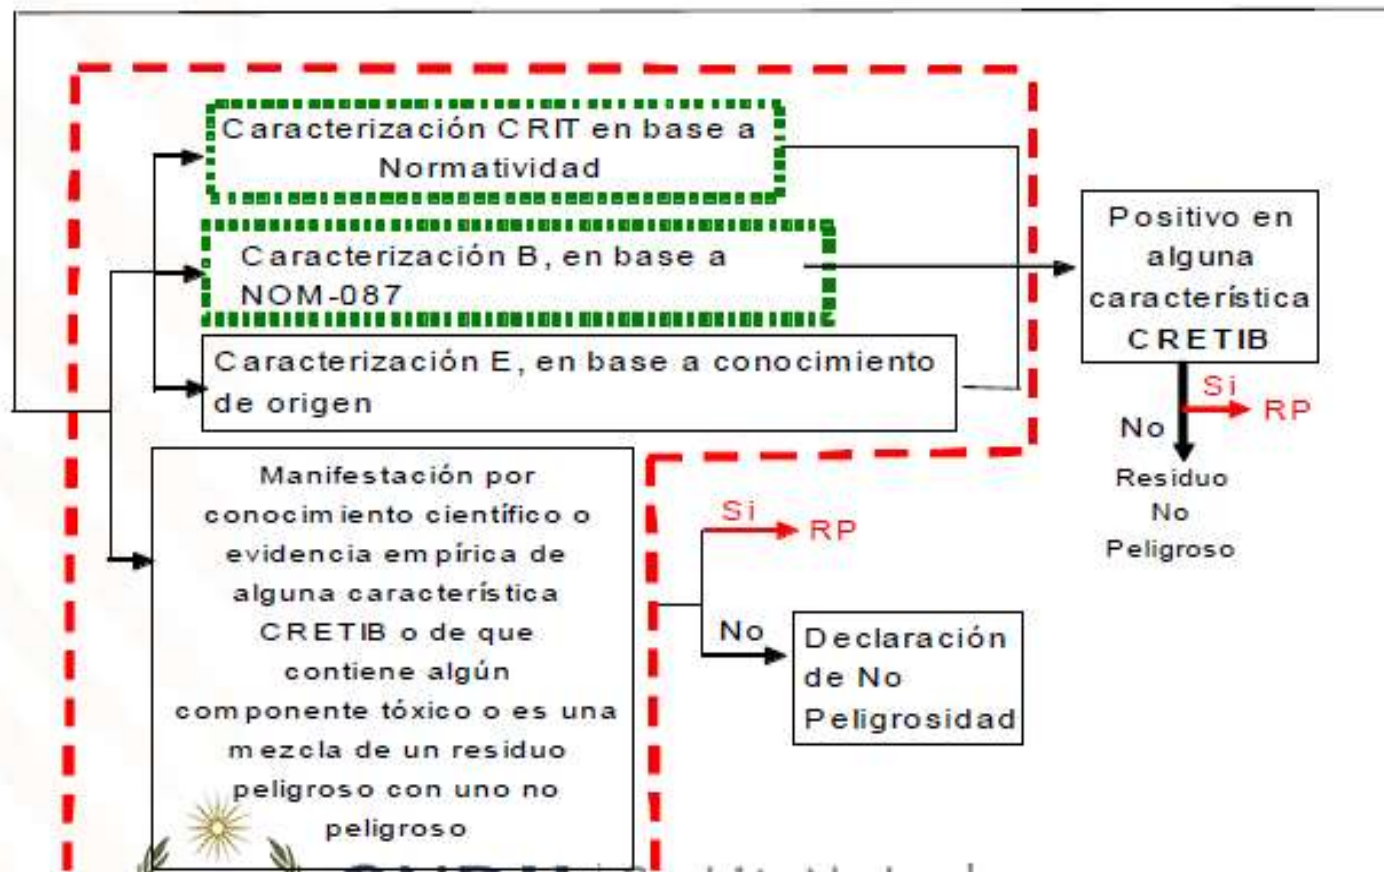 Caracterización CRIT en base a
Normatividad
Caracterización B, en base a
NOM-087
Caracterización E, en base a conocimiento
de origen
Positivo en
alguna
característica
CRETIB
Si
RP
No
Residuo
No
Peligroso
Manifestación por
conocimiento científico o
evidencia empírica de
alguna característica
CRETIB o de que
contiene algún
componente tóxico o es una
mezcla de un residuo
peligroso con uno no
peligroso
Si
RP
No
Declaración
de No
Peligrosidad